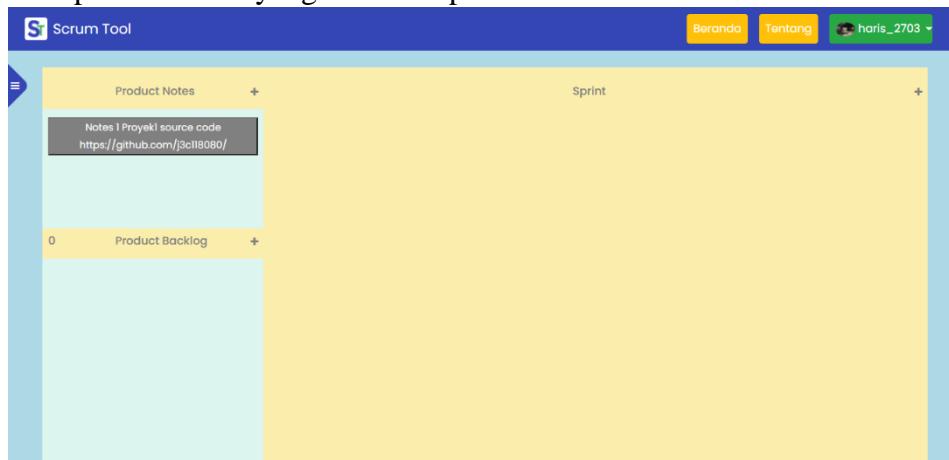 Scrum Tool
Beranda
Tentang
haris_2703
Product Notes +
Sprint +
Notes 1 Proyek1 source code
https://github.com/j3c118080/
0 Product Backlog +